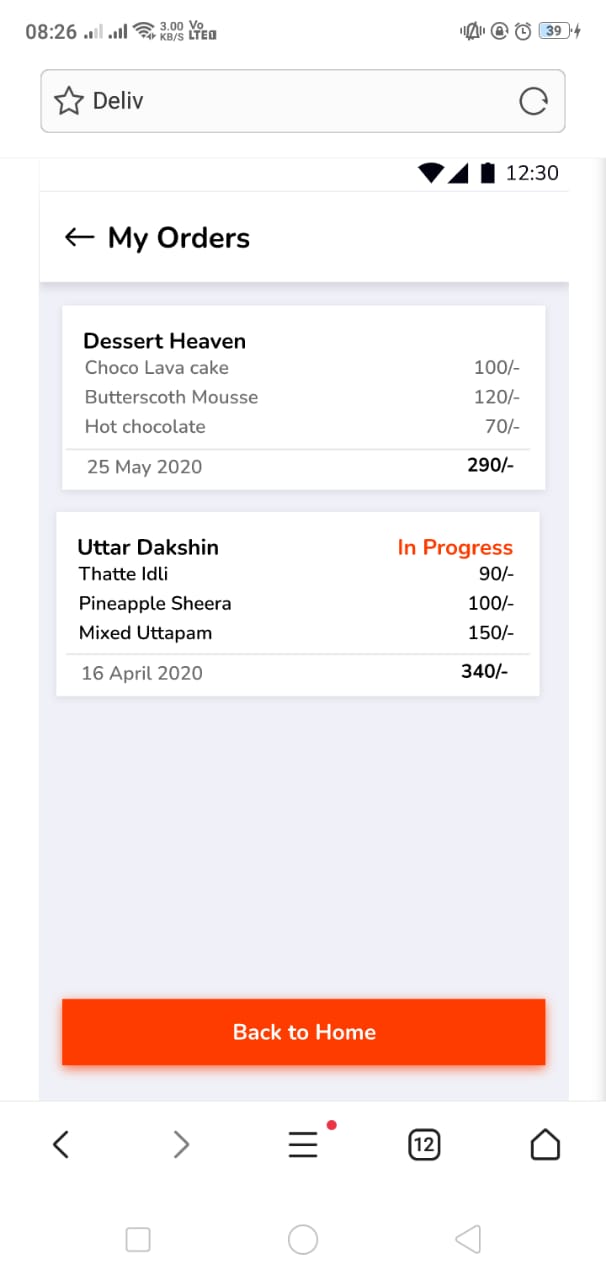 08:26 3.00 KB/S Vo LTE 39
Deliv
12:30
My Orders
Dessert Heaven
Choco Lava cake 100/-
Butterscoth Mousse 120/-
Hot chocolate 70/-
25 May 2020 290/-
Uttar Dakshin In Progress
Thatte Idli 90/-
Pineapple Sheera 100/-
Mixed Uttapam 150/-
16 April 2020 340/-
Back to Home
12